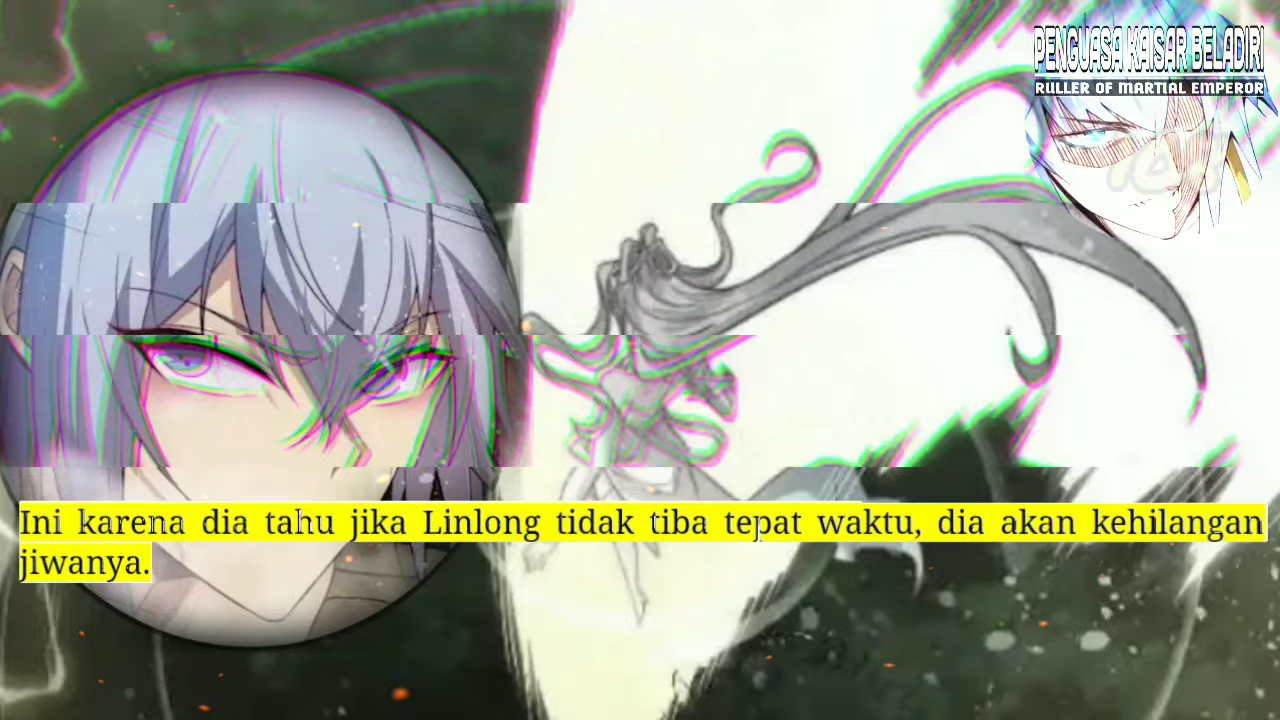 PENGUASA KAISAR BELADIRI
RULLER OF MARTIAL EMPEROR
Ini karena dia tahu jika Linlong tidak tiba tepat waktu, dia akan kehilangan
jiwanya.